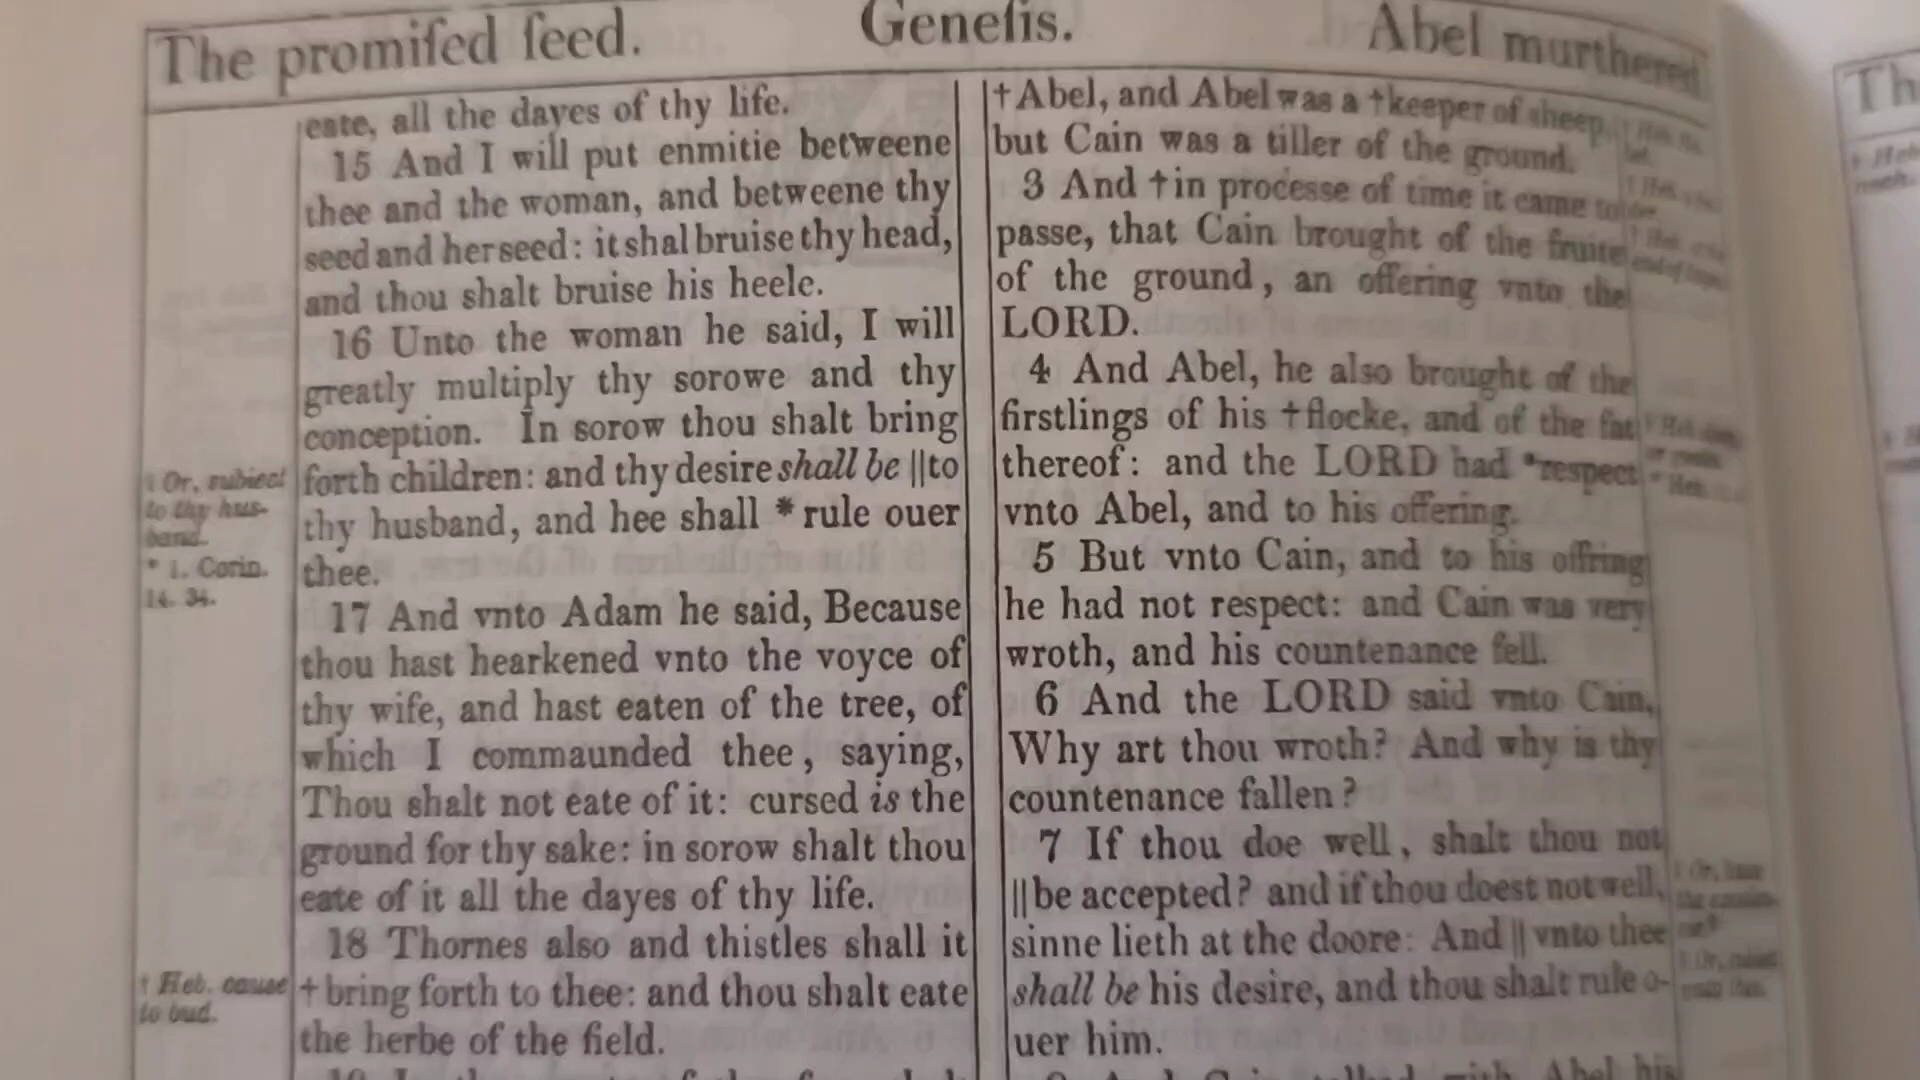 The promiſed ſeed.
Geneſis.
Abel murthered
eate, all the dayes of thy life.
15 And I will put enmitie betweene
thee and the woman, and betweene thy
seed and her seed: it shal bruise thy head,
and thou shalt bruise his heele.
16 Unto the woman he said, I will
greatly multiply thy sorowe and thy
conception. In sorow thou shalt bring
forth children: and thy desire shall be ||to
thy husband, and hee shall * rule ouer
thee.
17 And vnto Adam he said, Because
thou hast hearkened vnto the voyce of
thy wife, and hast eaten of the tree, of
which I commaunded thee, saying,
Thou shalt not eate of it: cursed is the
ground for thy sake: in sorow shalt thou
eate of it all the dayes of thy life.
18 Thornes also and thistles shall it
†bring forth to thee: and thou shalt eate
the herbe of the field.
Or, subiect
to thy hus-
band.
* 1. Corin.
14. 34.
† Heb. cause
to bud.
†Abel, and Abel was a †keeper of sheep,
but Cain was a tiller of the ground.
3 And †in processe of time it came to
passe, that Cain brought of the fruite
of the ground, an offering vnto the
LORD.
4 And Abel, he also brought of the
firstlings of his †flocke, and of the fat
thereof: and the LORD had *respect
vnto Abel, and to his offering.
5 But vnto Cain, and to his offring
he had not respect: and Cain was very
wroth, and his countenance fell.
6 And the LORD said vnto Cain,
Why art thou wroth? And why is thy
countenance fallen?
7 If thou doe well, shalt thou not
||be accepted? and if thou doest not well,
sinne lieth at the doore: And || vnto thee
shall be his desire, and thou shalt rule o-
uer him.
Th